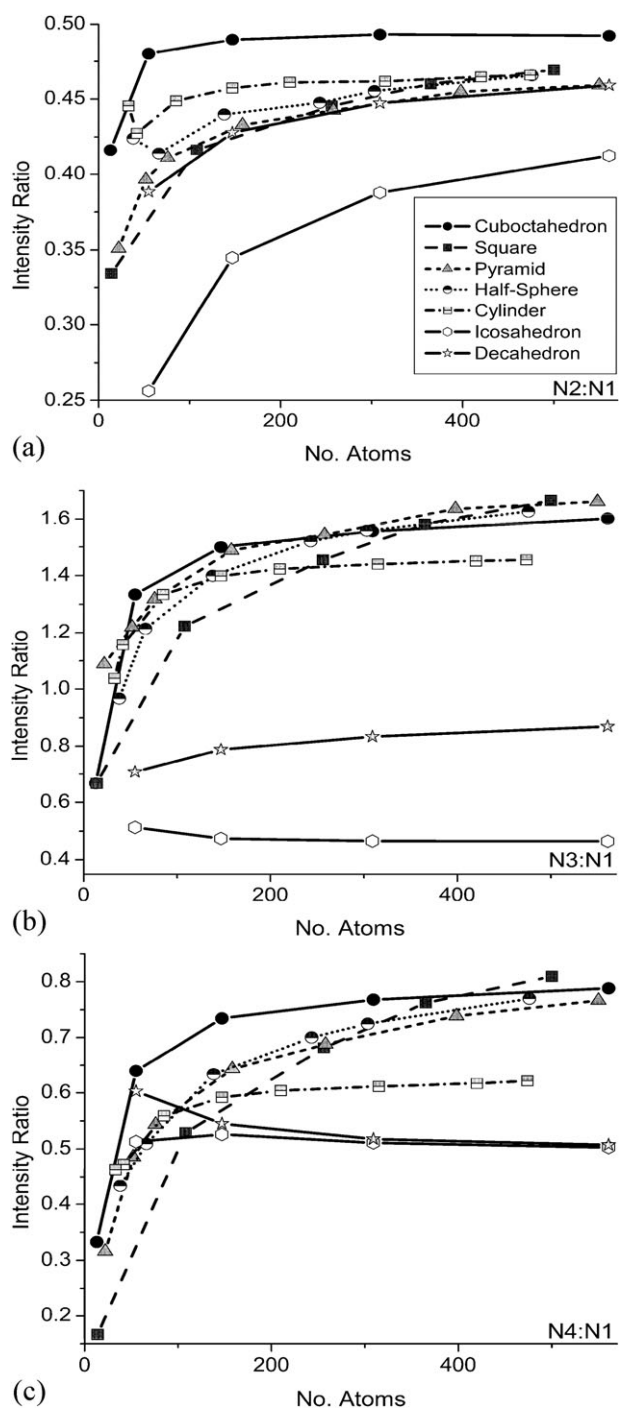 0.50
0.45
0.40
0.35
0.30
0.25
Intensity Ratio
Cuboctahedron
Square
Pyramid
Half-Sphere
Cylinder
Icosahedron
Decahedron
N2:N1
0
200
400
No. Atoms
(a)
1.6
1.4
1.2
1.0
0.8
0.6
0.4
Intensity Ratio
N3:N1
0
200
400
No. Atoms
(b)
0.8
0.7
0.6
0.5
0.4
0.3
0.2
Intensity Ratio
N4:N1
0
200
400
No. Atoms
(c)